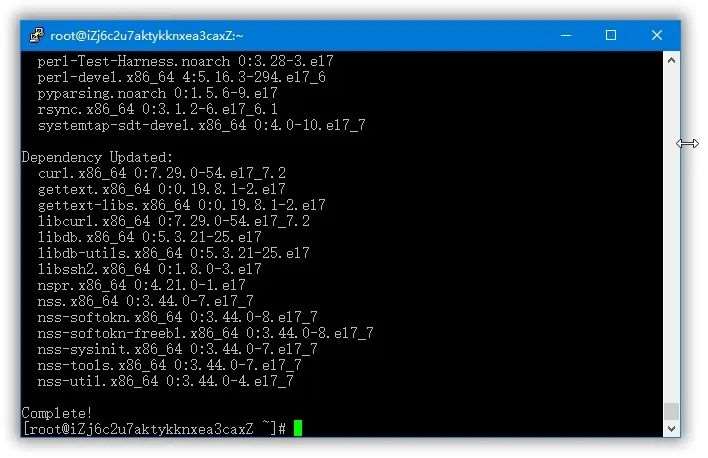 root@iZj6c2u7aktykknxea3caxZ:~
perl-Test-Harness.noarch 0:3.28-3.el7
perl-devel.x86_64 4:5.16.3-294.el7_6
pyparsing.noarch 0:1.5.6-9.el7
rsync.x86_64 0:3.1.2-6.el7_6.1
systemtap-sdt-devel.x86_64 0:4.0-10.el7_7
Dependency Updated:
curl.x86_64 0:7.29.0-54.el7_7.2
gettext.x86_64 0:0.19.8.1-2.el7
gettext-libs.x86_64 0:0.19.8.1-2.el7
libcurl.x86_64 0:7.29.0-54.el7_7.2
libdb.x86_64 0:5.3.21-25.el7
libdb-utils.x86_64 0:5.3.21-25.el7
libssh2.x86_64 0:1.8.0-3.el7
nspr.x86_64 0:4.21.0-1.el7
nss.x86_64 0:3.44.0-7.el7_7
nss-softokn.x86_64 0:3.44.0-8.el7_7
nss-softokn-freebl.x86_64 0:3.44.0-8.el7_7
nss-sysinit.x86_64 0:3.44.0-7.el7_7
nss-tools.x86_64 0:3.44.0-7.el7_7
nss-util.x86_64 0:3.44.0-4.el7_7
Complete!
[root@iZj6c2u7aktykknxea3caxZ ~]#